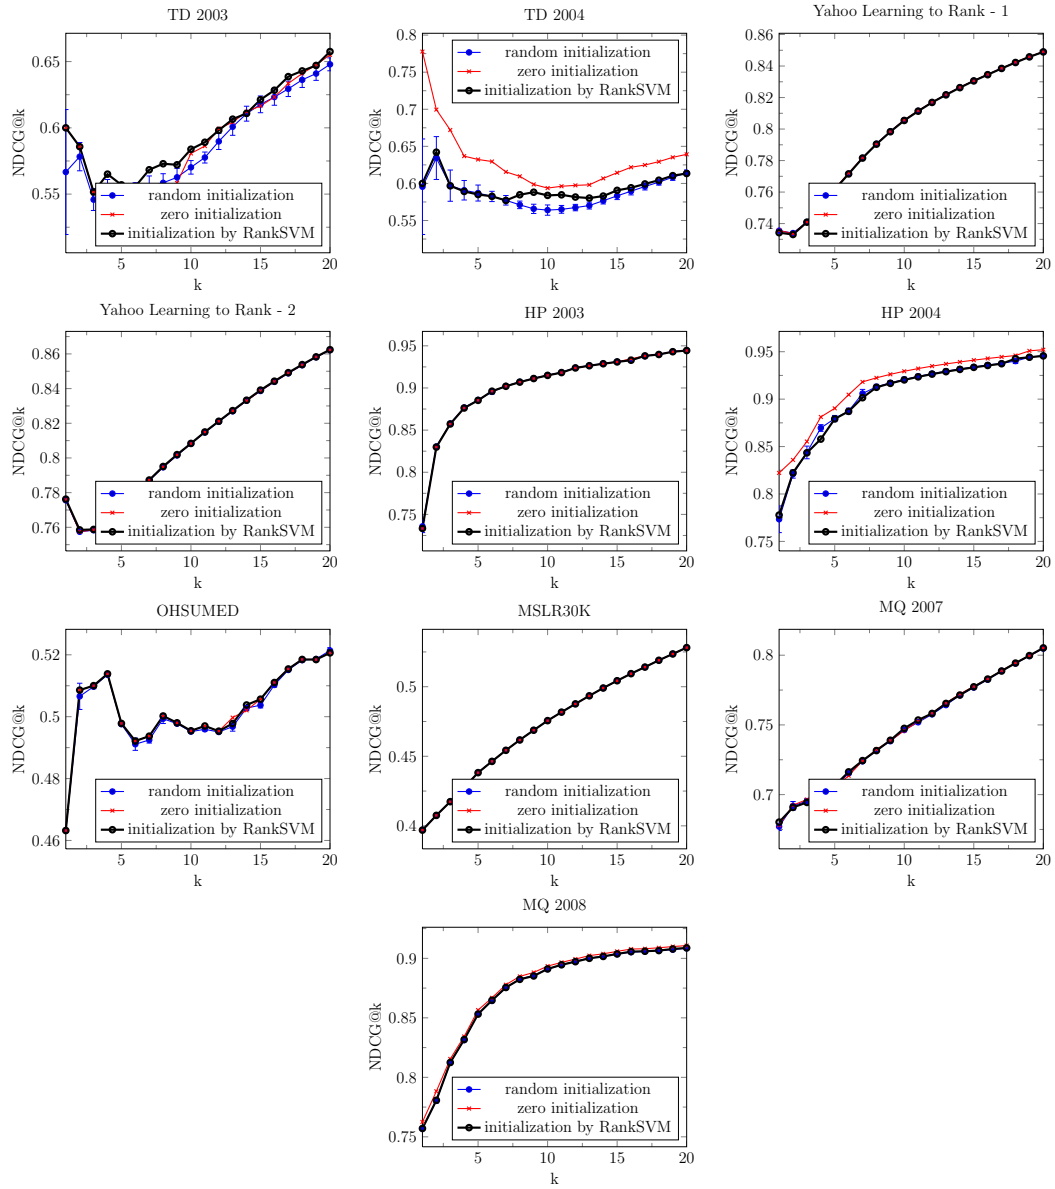 TD 2003
NDCG@k
0.65
0.6
0.55
random initialization
zero initialization
initialization by RankSVM
5 10 15 20
k
TD 2004
NDCG@k
0.8
0.75
0.7
0.65
0.6
0.55
random initialization
zero initialization
initialization by RankSVM
5 10 15 20
k
Yahoo Learning to Rank - 1
NDCG@k
0.86
0.84
0.82
0.8
0.78
0.76
0.74
random initialization
zero initialization
initialization by RankSVM
5 10 15 20
k
Yahoo Learning to Rank - 2
NDCG@k
0.86
0.84
0.82
0.8
0.78
0.76
random initialization
zero initialization
initialization by RankSVM
5 10 15 20
k
HP 2003
NDCG@k
0.95
0.9
0.85
0.8
0.75
random initialization
zero initialization
initialization by RankSVM
5 10 15 20
k
HP 2004
NDCG@k
0.95
0.9
0.85
0.8
0.75
random initialization
zero initialization
initialization by RankSVM
5 10 15 20
k
OHSUMED
NDCG@k
0.52
0.5
0.48
0.46
random initialization
zero initialization
initialization by RankSVM
5 10 15 20
k
MSLR30K
NDCG@k
0.5
0.45
0.4
random initialization
zero initialization
initialization by RankSVM
5 10 15 20
k
MQ 2007
NDCG@k
0.8
0.75
0.7
random initialization
zero initialization
initialization by RankSVM
5 10 15 20
k
MQ 2008
NDCG@k
0.9
0.85
0.8
0.75
random initialization
zero initialization
initialization by RankSVM
5 10 15 20
k